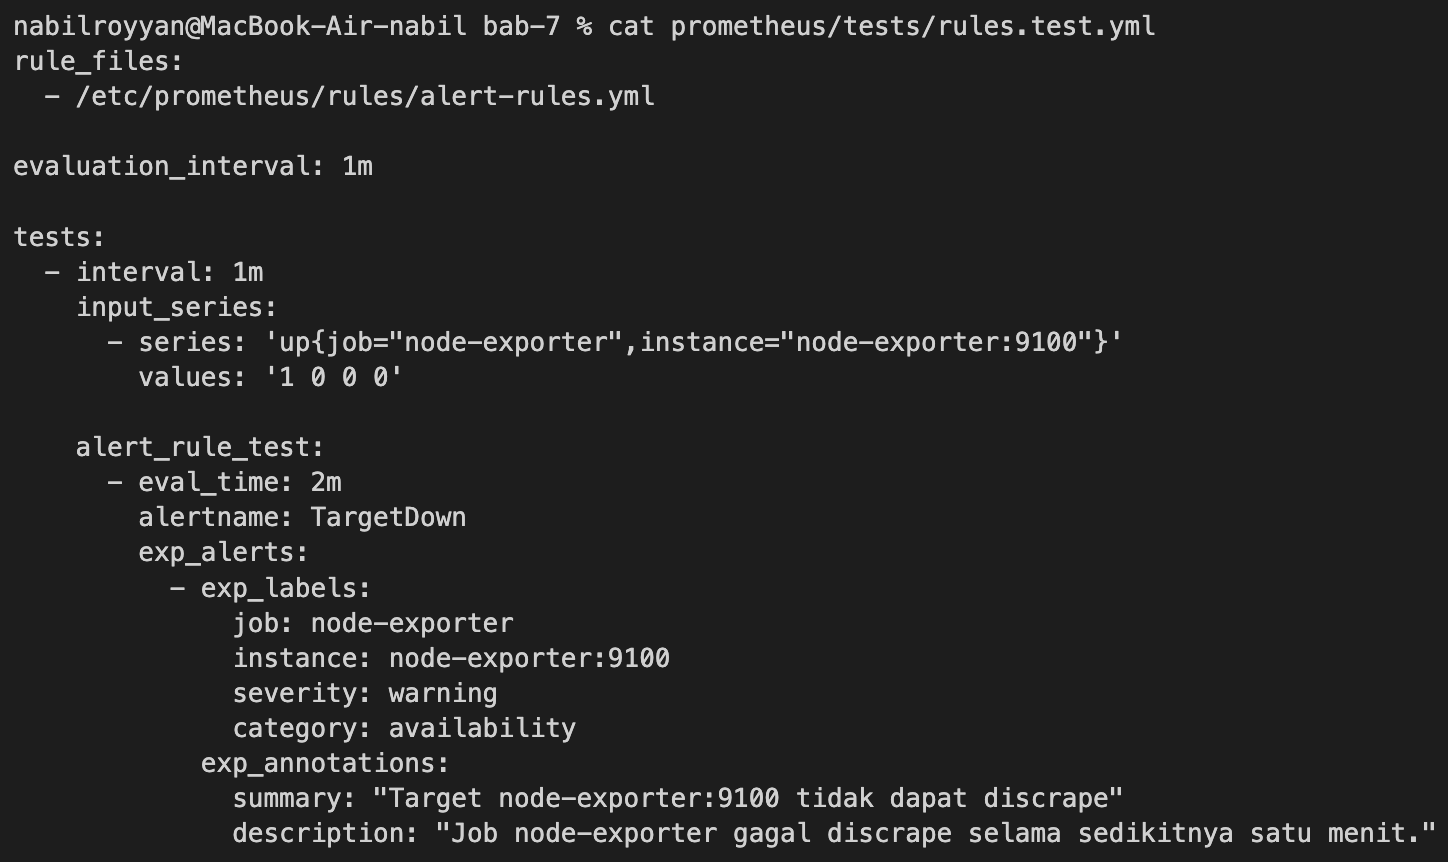 nabilroyyan@MacBook-Air-nabil bab-7 % cat prometheus/tests/rules.test.yml
rule_files:
  - /etc/prometheus/rules/alert-rules.yml

evaluation_interval: 1m

tests:
  - interval: 1m
    input_series:
      - series: 'up{job="node-exporter",instance="node-exporter:9100"}'
        values: '1 0 0 0'

    alert_rule_test:
      - eval_time: 2m
        alertname: TargetDown
        exp_alerts:
          - exp_labels:
              job: node-exporter
              instance: node-exporter:9100
              severity: warning
              category: availability
            exp_annotations:
              summary: "Target node-exporter:9100 tidak dapat discrape"
              description: "Job node-exporter gagal discrape selama sedikitnya satu menit."